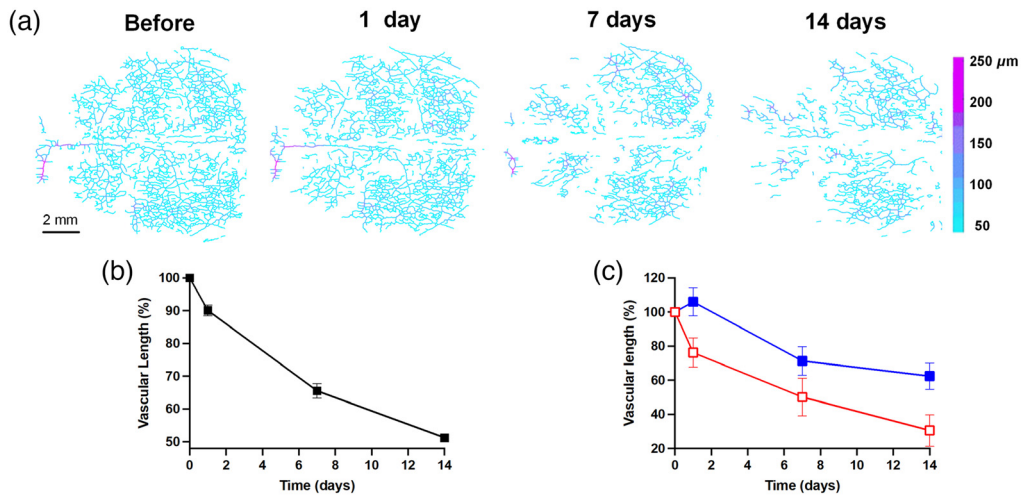 (a)
Before
1 day
7 days
14 days
250 µm
200
150
100
50
2 mm
(b)
Vascular Length (%)
100
90
80
70
60
50
0 2 4 6 8 10 12 14
Time (days)
(c)
Vascular length (%)
120
100
80
60
40
20
0 2 4 6 8 10 12 14
Time (days)